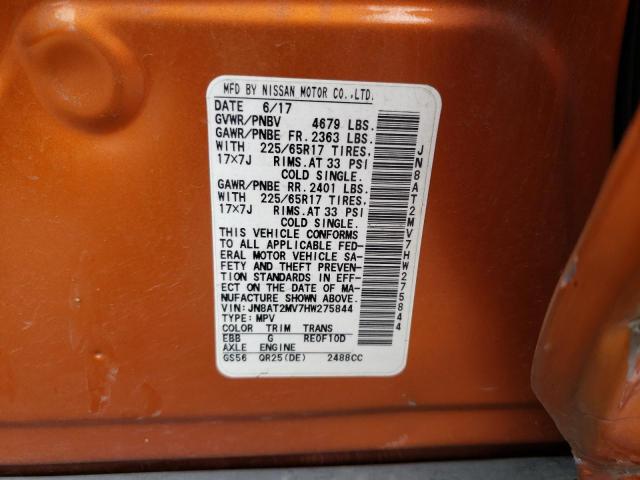 MFD BY NISSAN MOTOR CO.,LTD.
DATE 6/17
GVWR/PNBV 4679 LBS.
GAWR/PNBE FR. 2363 LBS.
WITH 225/65R17 TIRES.
17×7J RIMS.AT 33 PSI
COLD SINGLE.
GAWR/PNBE RR. 2401 LBS.
WITH 225/65R17 TIRES.
17×7J RIMS.AT 33 PSI
COLD SINGLE.
THIS VEHICLE CONFORMS
TO ALL APPLICABLE FED-
ERAL MOTOR VEHICLE SA-
FETY AND THEFT PREVEN-
TION STANDARDS IN EFF-
ECT ON THE DATE OF MA-
NUFACTURE SHOWN ABOVE.
VIN: JN8AT2MV7HW275844
TYPE: MPV
COLOR TRIM TRANS
EBB G RE0F10D
AXLE ENGINE
GS56 QR25(DE) 2488CC
JN8AT2MV7HW275844